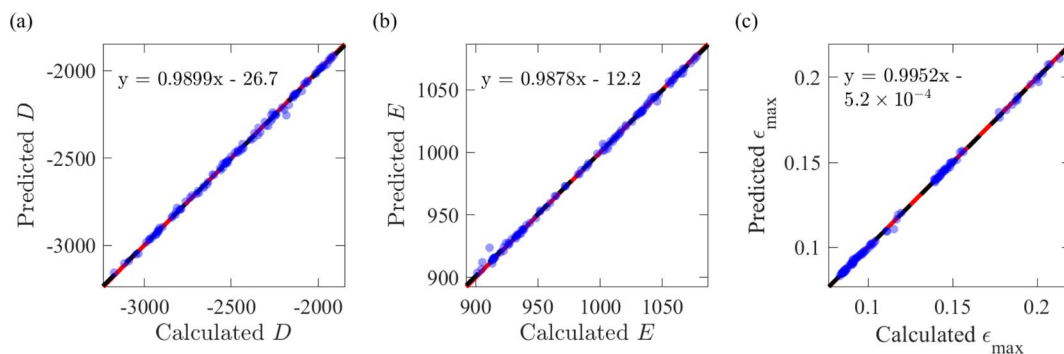 (a)
y = 0.9899x - 26.7
Predicted D
-2000
-2500
-3000
-3000 -2500 -2000
Calculated D
(b)
y = 0.9878x - 12.2
Predicted E
1050
1000
950
900
900 950 1000 1050
Calculated E
(c)
y = 0.9952x -
5.2 × 10⁻⁴
Predicted ϵmax
0.2
0.15
0.1
0.1 0.15 0.2
Calculated ϵmax